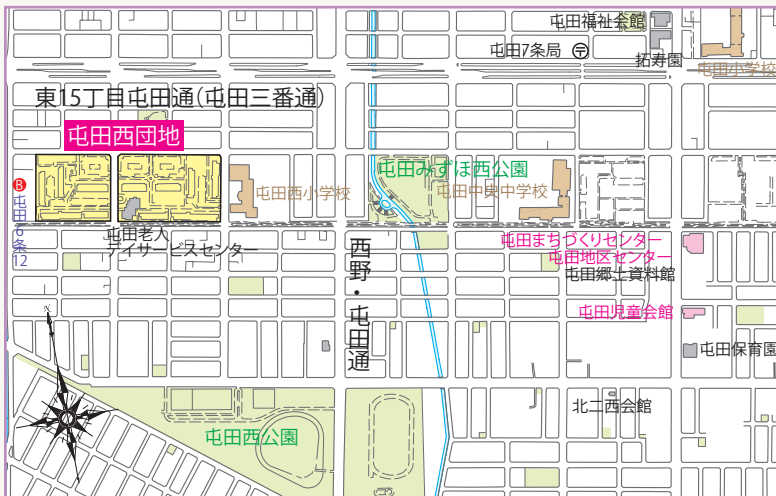 屯田福祉会館
屯田7条局 〒
拓寿園
屯田小学校
東15丁目屯田通(屯田三番通)
屯田西団地
屯田みずほ西公園
B
屯田6条12
屯田西小学校
屯田中央中学校
屯田老人
デイサービスセンター
西野・屯田通
屯田まちづくりセンター
屯田地区センター
屯田郷土資料館
屯田児童会館
屯田保育園
北二西会館
屯田西公園